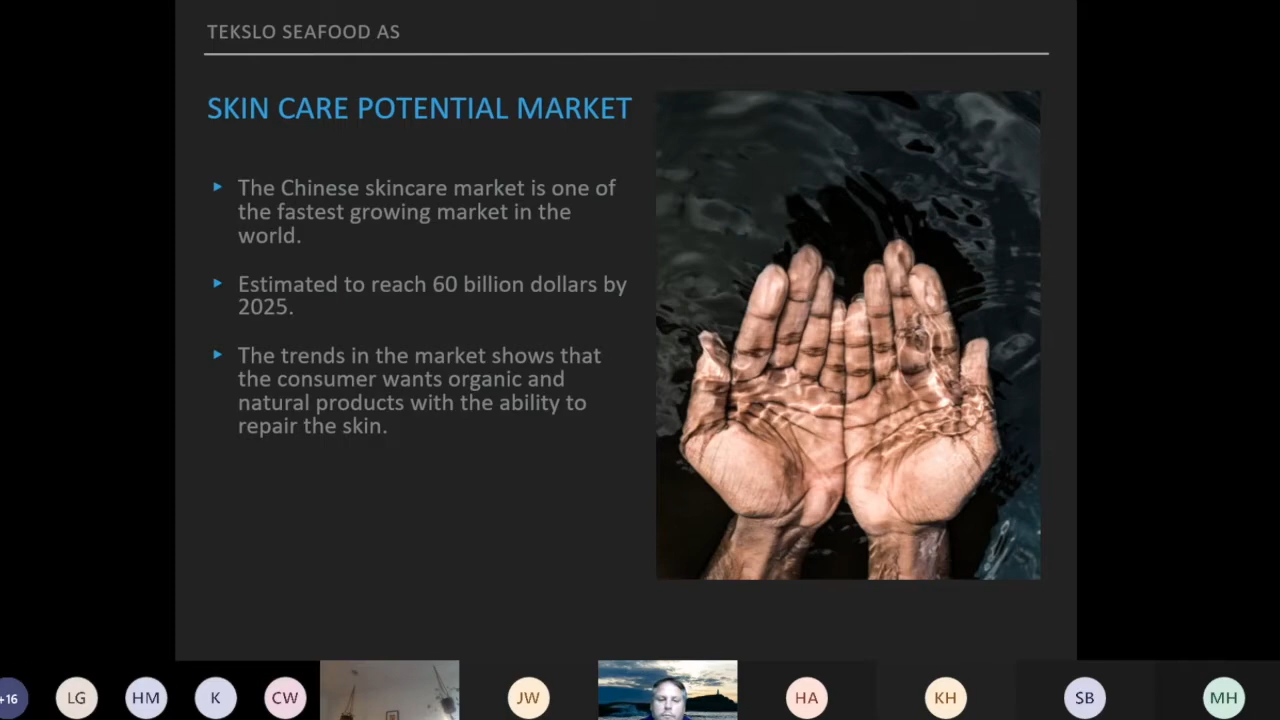 TEKSLO SEAFOOD AS
SKIN CARE POTENTIAL MARKET
The Chinese skincare market is one of
the fastest growing market in the
world.
Estimated to reach 60 billion dollars by
2025.
The trends in the market shows that
the consumer wants organic and
natural products with the ability to
repair the skin.
+16
LG
HM
K
CW
JW
HA
KH
SB
MH